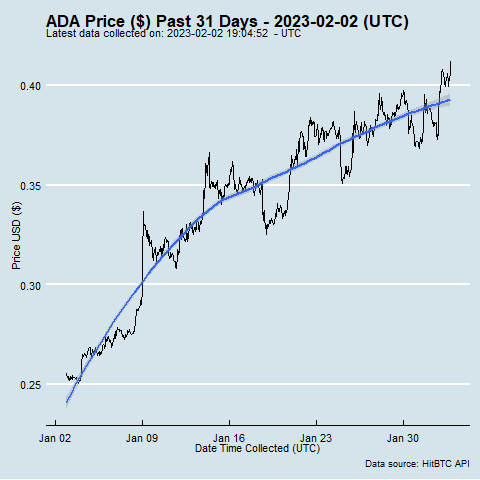 ADA Price ($) Past 31 Days - 2023-02-02 (UTC)
Latest data collected on: 2023-02-02 19:04:52 - UTC
0.40
0.35
0.30
0.25
Price USD ($)
Jan 02 Jan 09 Jan 16 Jan 23 Jan 30
Date Time Collected (UTC)
Data source: HitBTC API